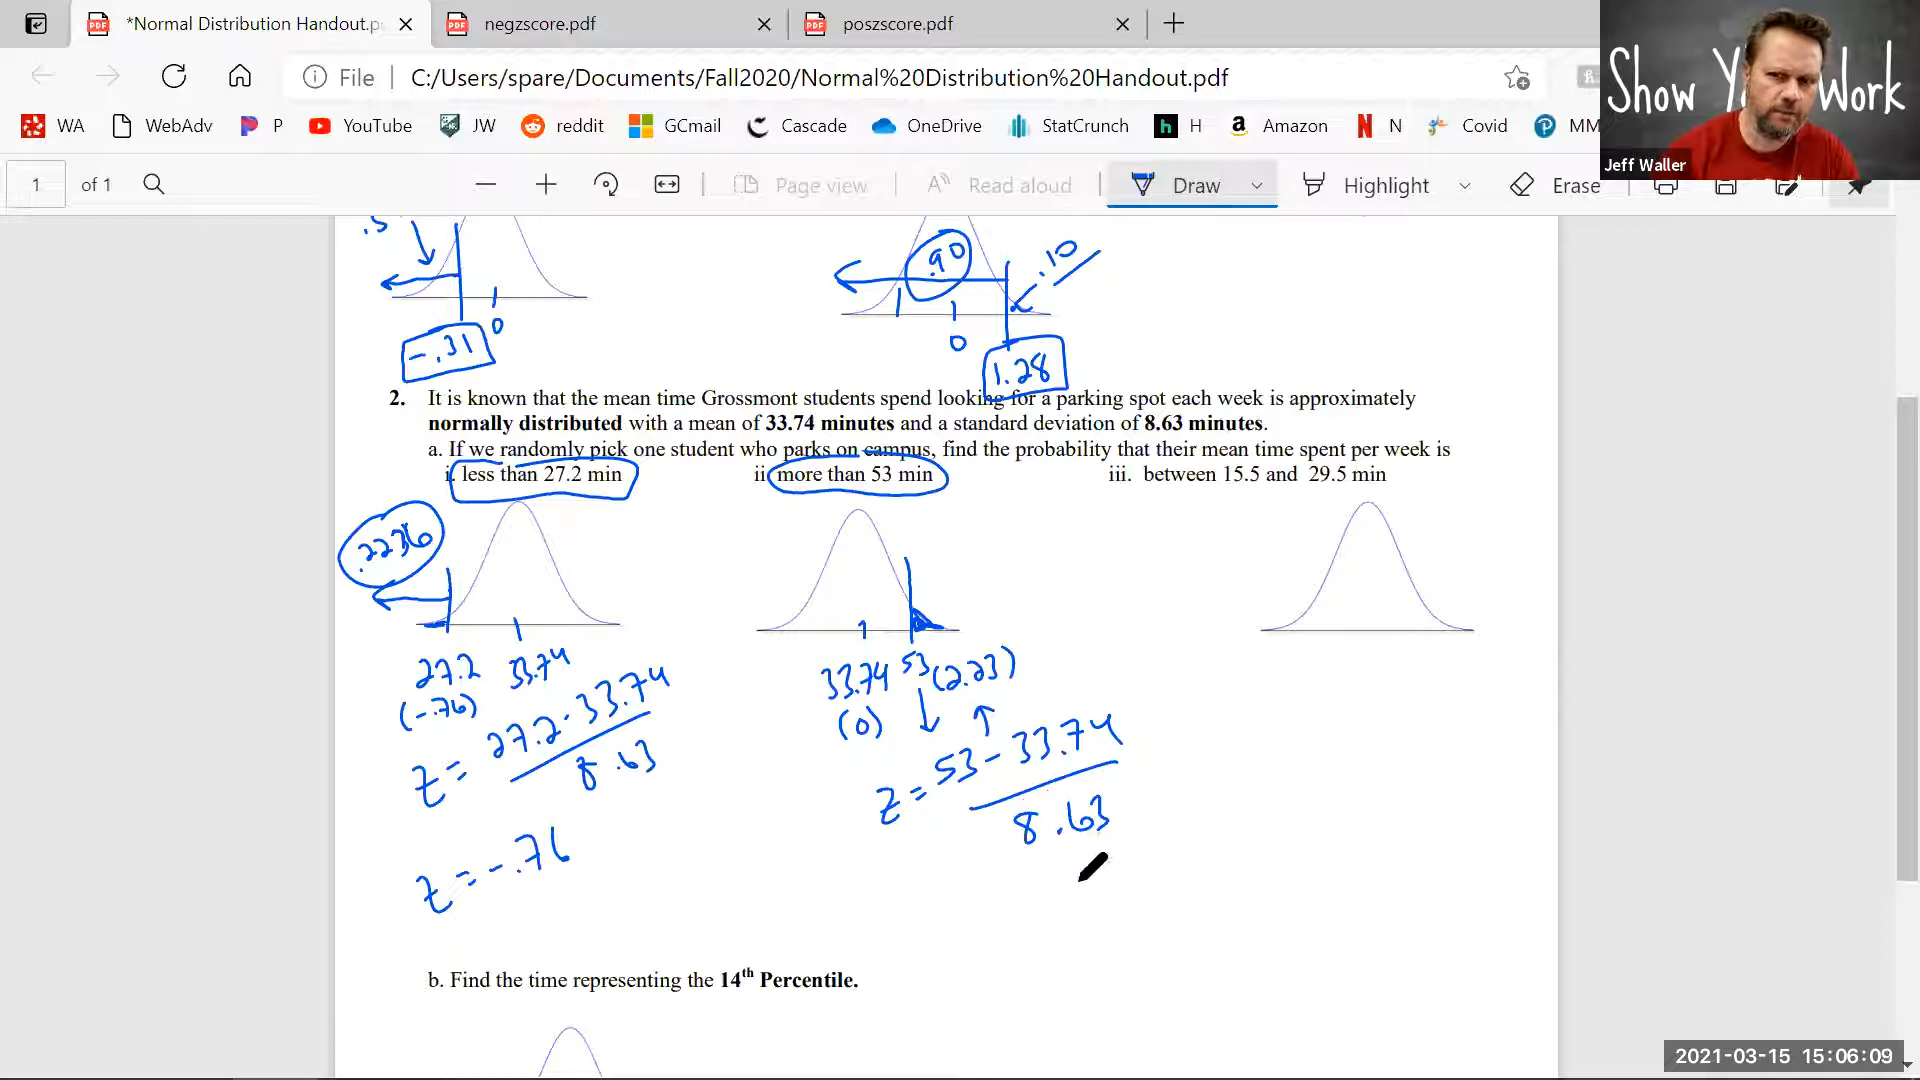 *Normal Distribution Handout.p
negzscore.pdf
poszscore.pdf
File
C:/Users/spare/Documents/Fall2020/Normal%20Distribution%20Handout.pdf
WA
WebAdv
P
YouTube
JW
reddit
GCmail
Cascade
OneDrive
StatCrunch
H
Amazon
N
Covid
MM
Show Work
Jeff Waller
1 of 1
Page view
Read aloud
Draw
Highlight
Erase
0
-.31
.90
.10
0
1.28
2. It is known that the mean time Grossmont students spend looking for a parking spot each week is approximately
normally distributed with a mean of 33.74 minutes and a standard deviation of 8.63 minutes.
a. If we randomly pick one student who parks on campus, find the probability that their mean time spent per week is
i. less than 27.2 min
ii more than 53 min
iii. between 15.5 and 29.5 min
.2236
27.2 33.74
(-.76)
z = 27.2 - 33.74
8.63
z = -.76
33.74 53 (2.23)
(0)
z = 53 - 33.74
8.63
b. Find the time representing the 14th Percentile.
2021-03-15 15:06:09